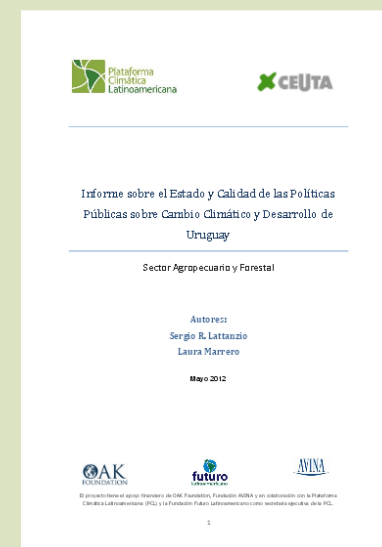 Plataforma
Climática
Latinoamericana
CEUTA
Informe sobre el Estado y Calidad de las Políticas
Públicas sobre Cambio Climático y Desarrollo de
Uruguay
Sector Agropecuario y Forestal
Autores:
Sergio R. Lattanzio
Laura Marrero
Mayo 2012
OAK
FOUNDATION
futuro
latinoamericano
AVINA
El proyecto tiene el apoyo financiero de OAK Foundation, Fundación AVINA y en colaboración con la Plataforma
Climática Latinoamericana (PCL) y la Fundación Futuro Latinoamericano como secretaría ejecutiva de la PCL.
1